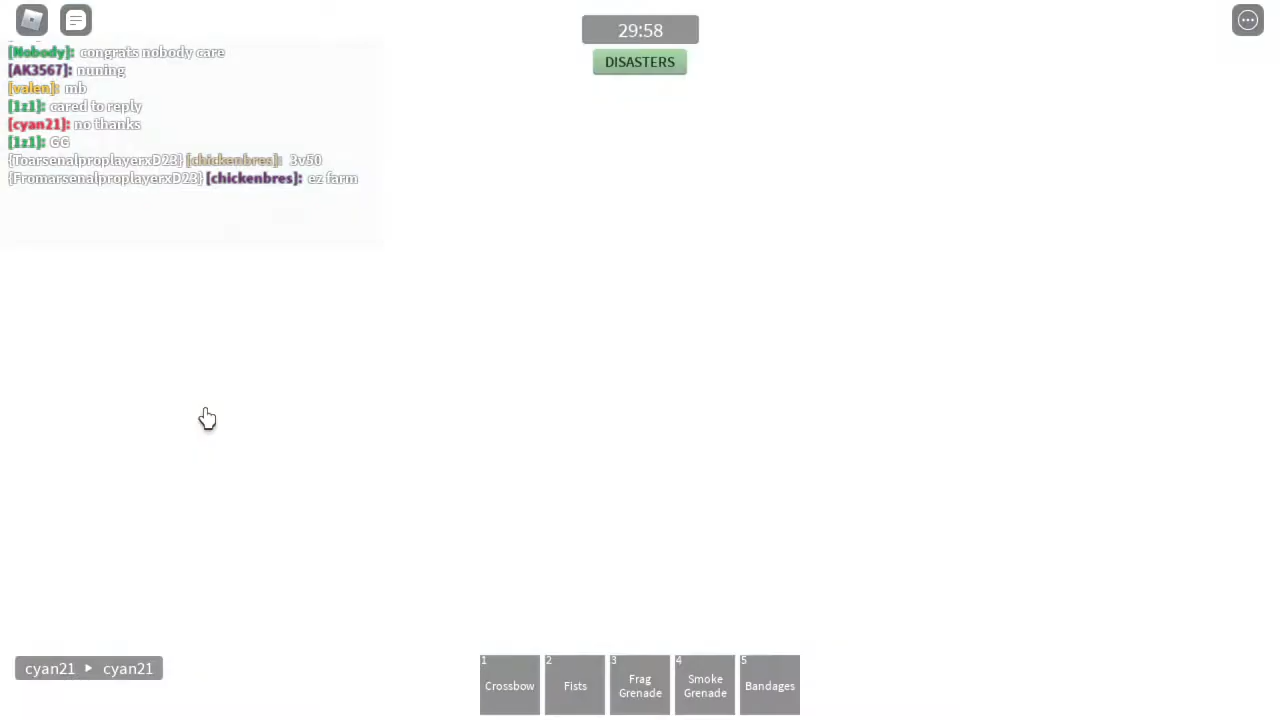 29:58
DISASTERS
[Nobody]: congrats nobody care
[AK3567]: nuning
[valen]: mb
[1z1]: cared to reply
[cyan21]: no thanks
[1z1]: GG
{ToarsenalproplayerxD23} [chickenbres]: 3v50
{FromarsenalproplayerxD23} [chickenbres]: ez farm
cyan21 ▸ cyan21
1
Crossbow
2
Fists
3
Frag
Grenade
4
Smoke
Grenade
5
Bandages